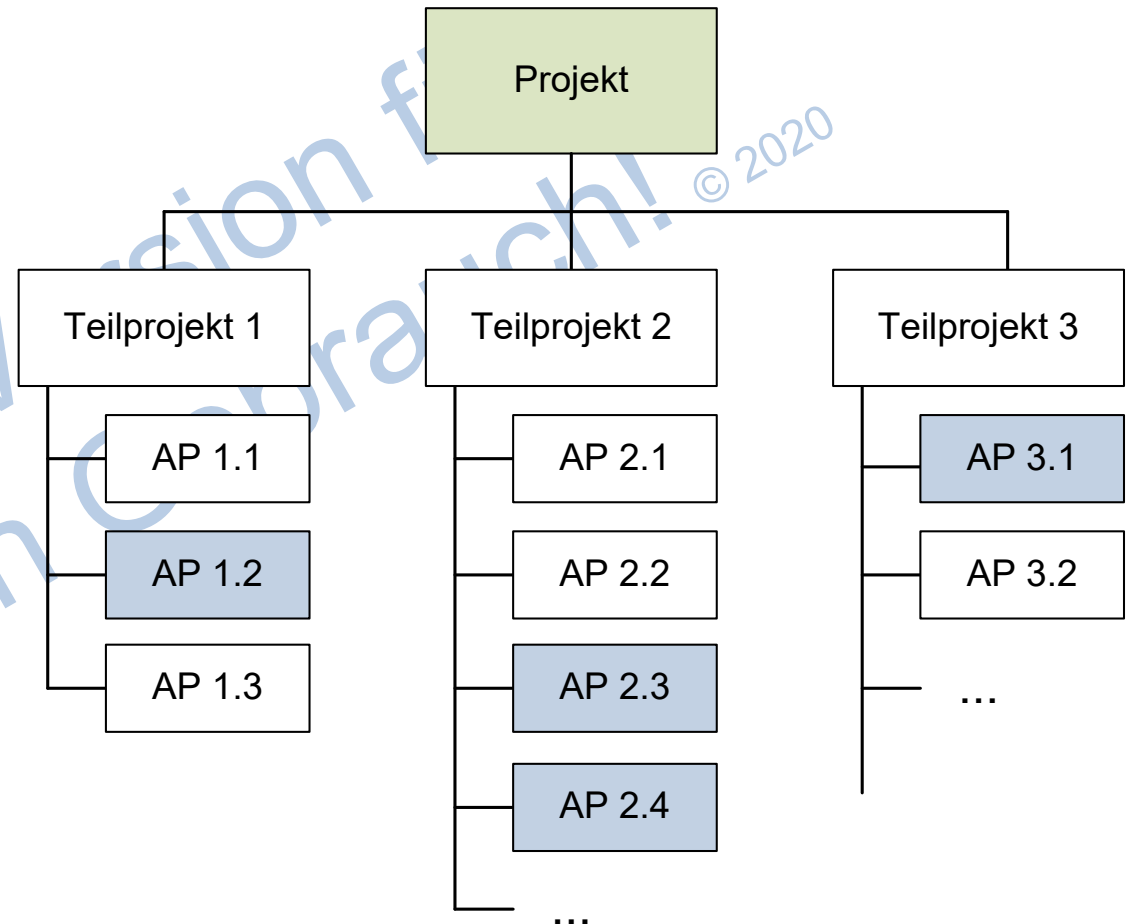 Projekt
© 2020
Teilprojekt 1
Teilprojekt 2
Teilprojekt 3
AP 1.1
AP 2.1
AP 3.1
AP 1.2
AP 2.2
AP 3.2
AP 1.3
AP 2.3
...
AP 2.4
...